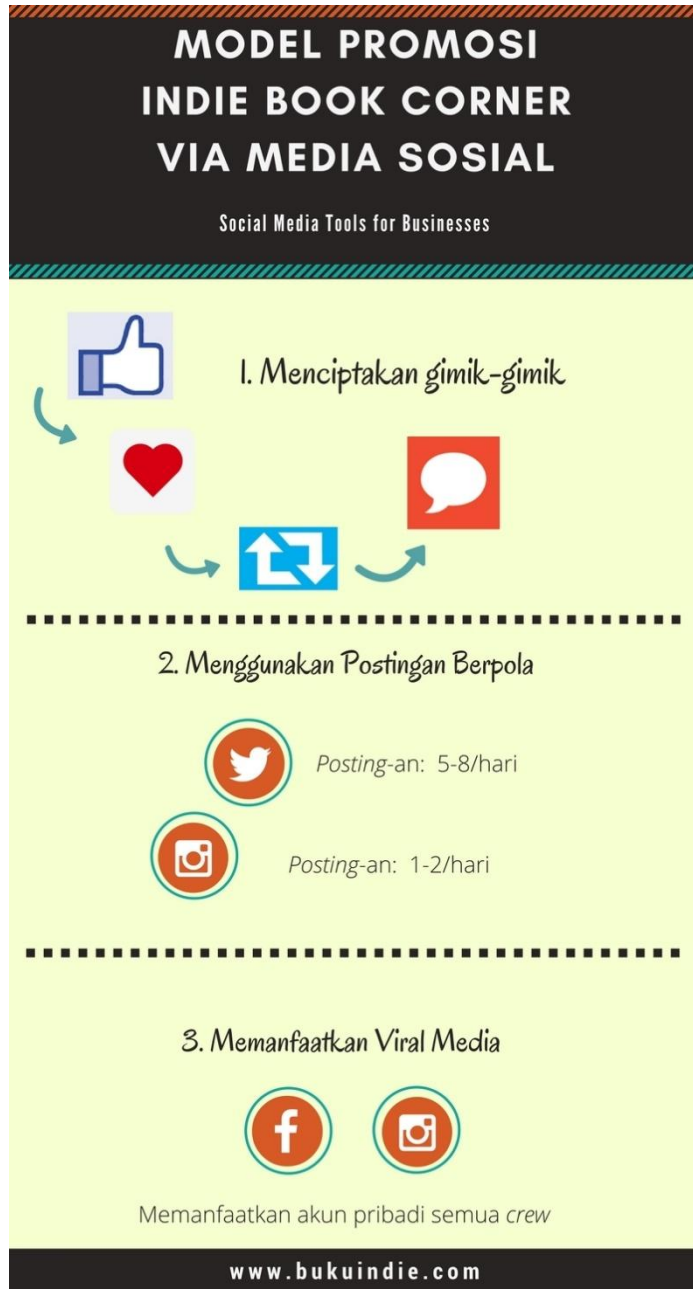 MODEL PROMOSI
INDIE BOOK CORNER
VIA MEDIA SOSIAL
Social Media Tools for Businesses
1. Menciptakan gimik-gimik
2. Menggunakan Postingan Berpola
Posting-an: 5-8/hari
Posting-an: 1-2/hari
3. Memanfaatkan Viral Media
Memanfaatkan akun pribadi semua crew
www.bukuindie.com